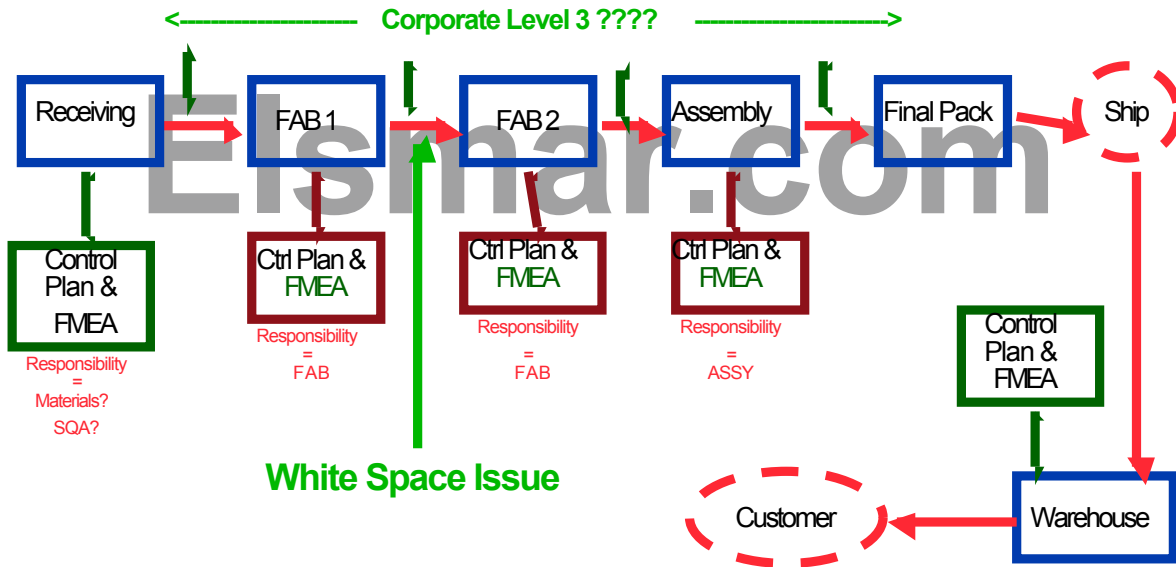 <----------------------- Corporate Level 3 ???? ------------------------->
Receiving
FAB 1
FAB 2
Assembly
Final Pack
Ship
Elsmar.com
Control
Plan &
FMEA
Responsibility
=
Materials?
SQA?
Ctrl Plan &
FMEA
Responsibility
=
FAB
Ctrl Plan &
FMEA
Responsibility
=
FAB
Ctrl Plan &
FMEA
Responsibility
=
ASSY
Control
Plan &
FMEA
White Space Issue
Customer
Warehouse